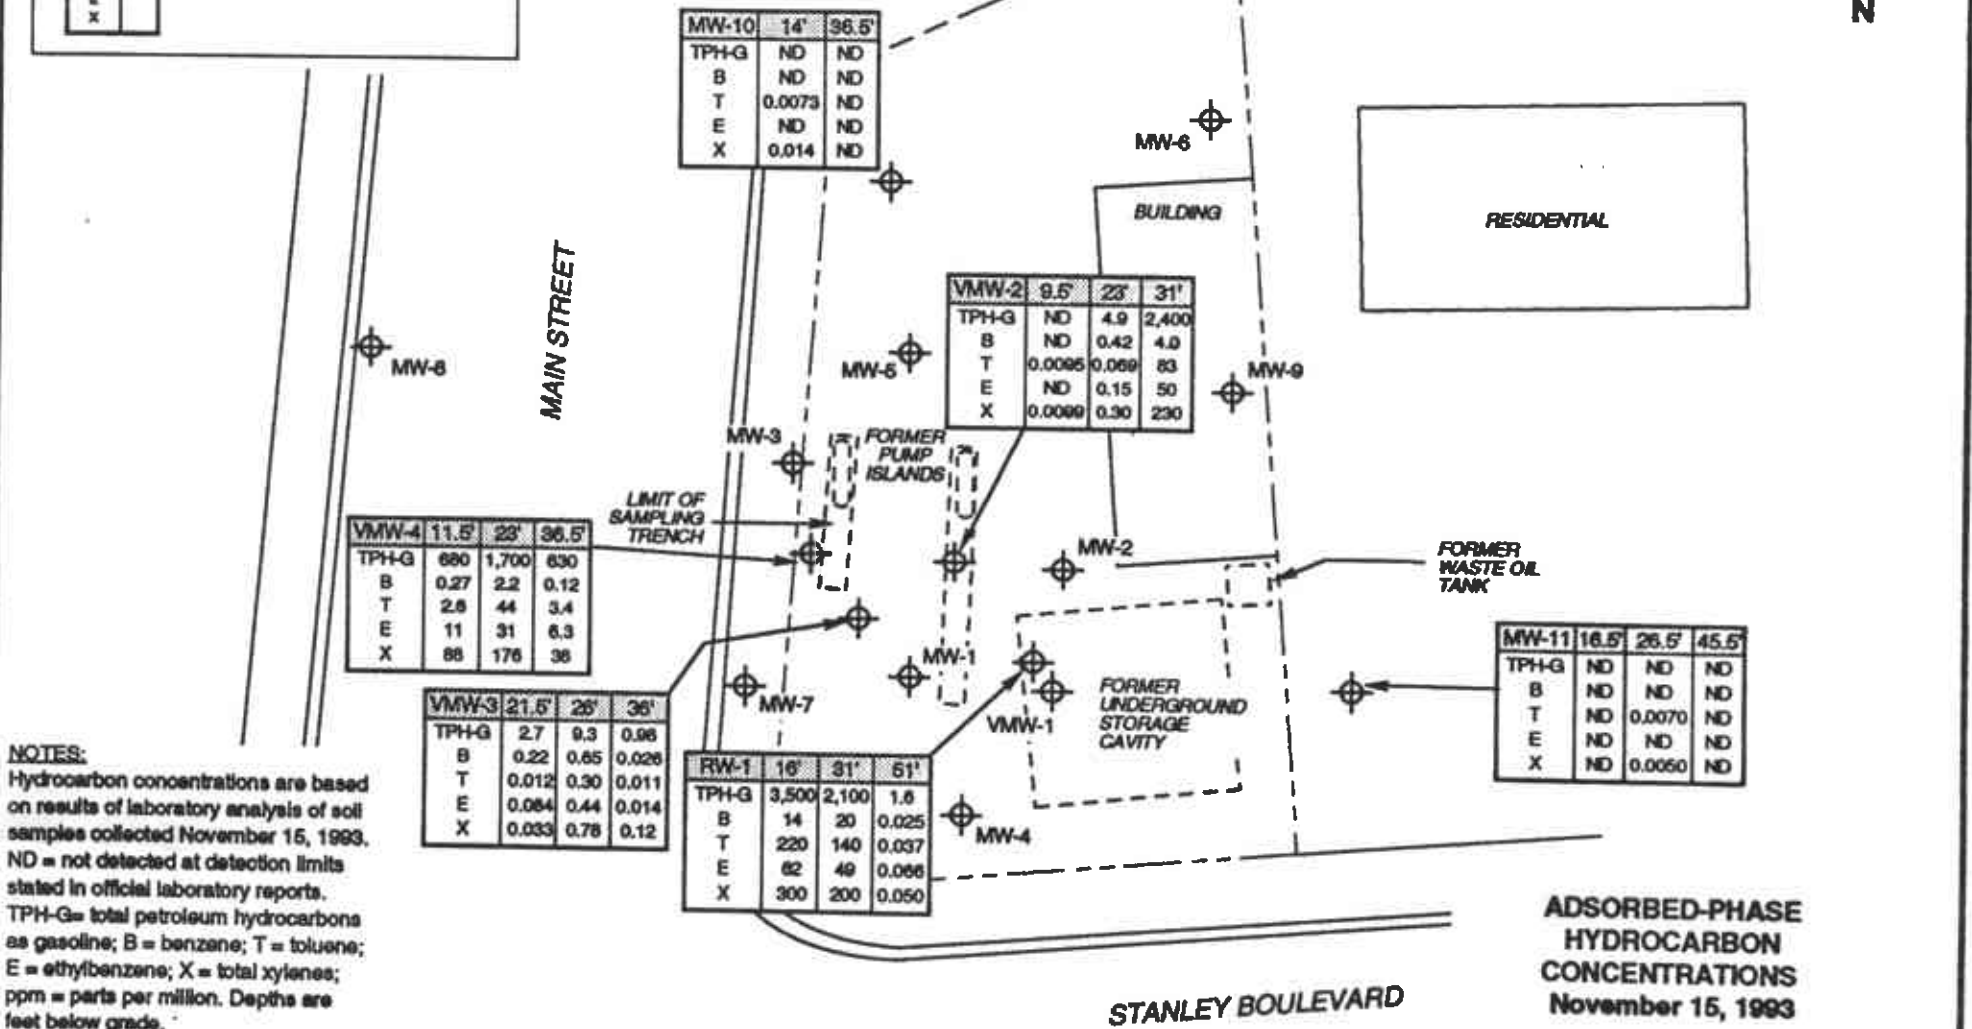 X
N
MW-10 14' 36.5'
TPH-G ND ND
B ND ND
T 0.0073 ND
E ND ND
X 0.014 ND
MW-6
BUILDING
RESIDENTIAL
MAIN STREET
VMW-2 9.5' 23' 31'
TPH-G ND 4.9 2,400
B ND 0.42 4.0
T 0.0095 0.069 83
E ND 0.15 50
X 0.0099 0.30 230
MW-8
MW-5
MW-9
MW-3
FORMER
PUMP
ISLANDS
LIMIT OF
SAMPLING
TRENCH
VMW-4 11.5' 23' 36.5'
TPH-G 680 1,700 630
B 0.27 2.2 0.12
T 2.8 44 3.4
E 11 31 6.3
X 88 176 36
MW-2
FORMER
WASTE OIL
TANK
MW-1
MW-7
VMW-1
FORMER
UNDERGROUND
STORAGE
CAVITY
MW-11 16.5' 26.5' 45.5'
TPH-G ND ND ND
B ND ND ND
T ND 0.0070 ND
E ND ND ND
X ND 0.0050 ND
VMW-3 21.5' 26' 36'
TPH-G 2.7 9.3 0.96
B 0.22 0.65 0.026
T 0.012 0.30 0.011
E 0.084 0.44 0.014
X 0.033 0.78 0.12
RW-1 16' 31' 51'
TPH-G 3,500 2,100 1.6
B 14 20 0.025
T 220 140 0.037
E 62 49 0.066
X 300 200 0.050
MW-4
NOTES:
Hydrocarbon concentrations are based
on results of laboratory analysis of soil
samples collected November 15, 1993.
ND = not detected at detection limits
stated in official laboratory reports.
TPH-G= total petroleum hydrocarbons
as gasoline; B = benzene; T = toluene;
E = ethylbenzene; X = total xylenes;
ppm = parts per million. Depths are
feet below grade.
STANLEY BOULEVARD
ADSORBED-PHASE
HYDROCARBON
CONCENTRATIONS
November 15, 1993